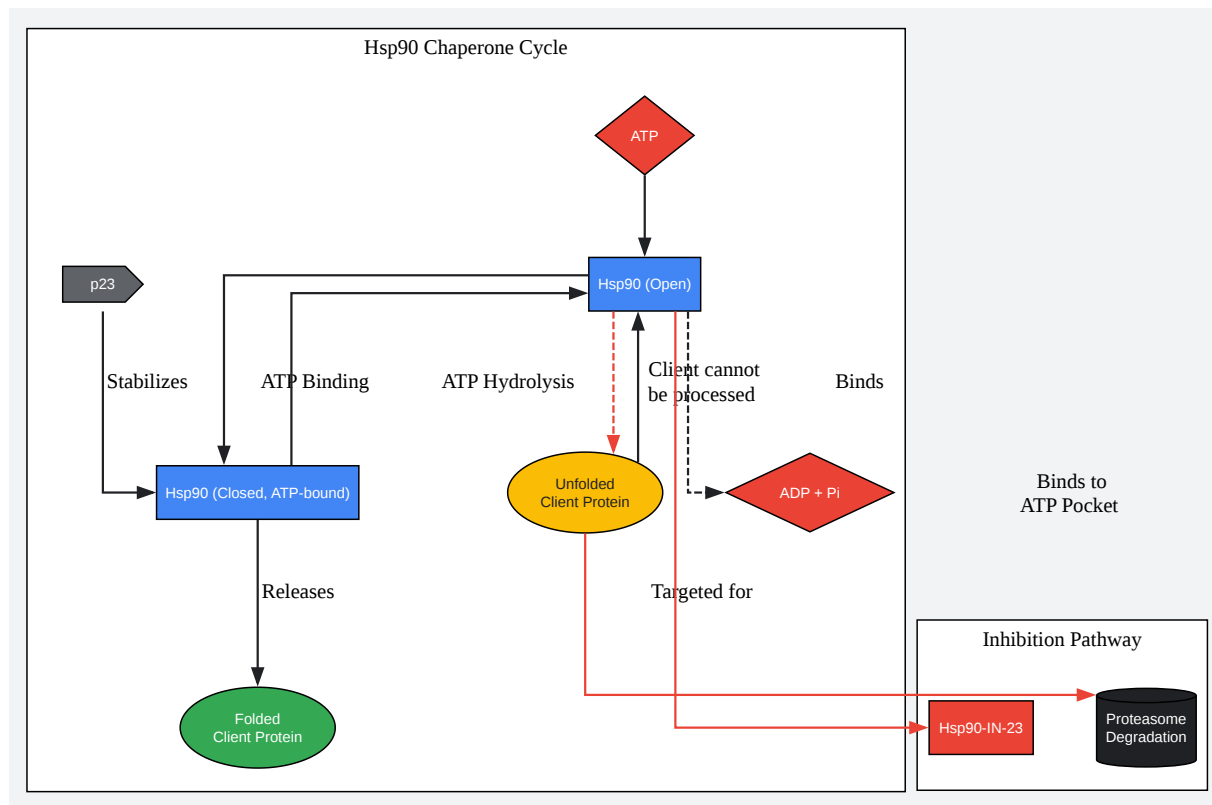 Hsp90 Chaperone Cycle
ATP
p23
Hsp90 (Open)
Stabilizes
ATP Binding
ATP Hydrolysis
Client cannot
be processed
Binds
Hsp90 (Closed, ATP-bound)
Unfolded
Client Protein
ADP + Pi
Binds to
ATP Pocket
Releases
Targeted for
Inhibition Pathway
Folded
Client Protein
Hsp90-IN-23
Proteasome
Degradation